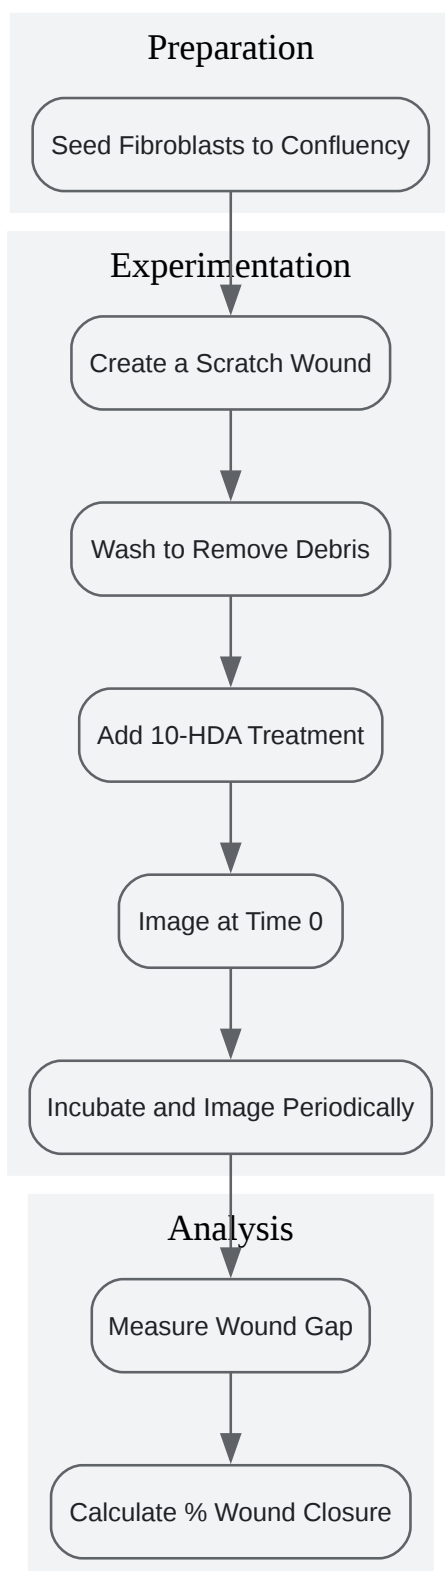 Preparation
Seed Fibroblasts to Confluency
Experimentation
Create a Scratch Wound
Wash to Remove Debris
Add 10-HDA Treatment
Image at Time 0
Incubate and Image Periodically
Analysis
Measure Wound Gap
Calculate % Wound Closure